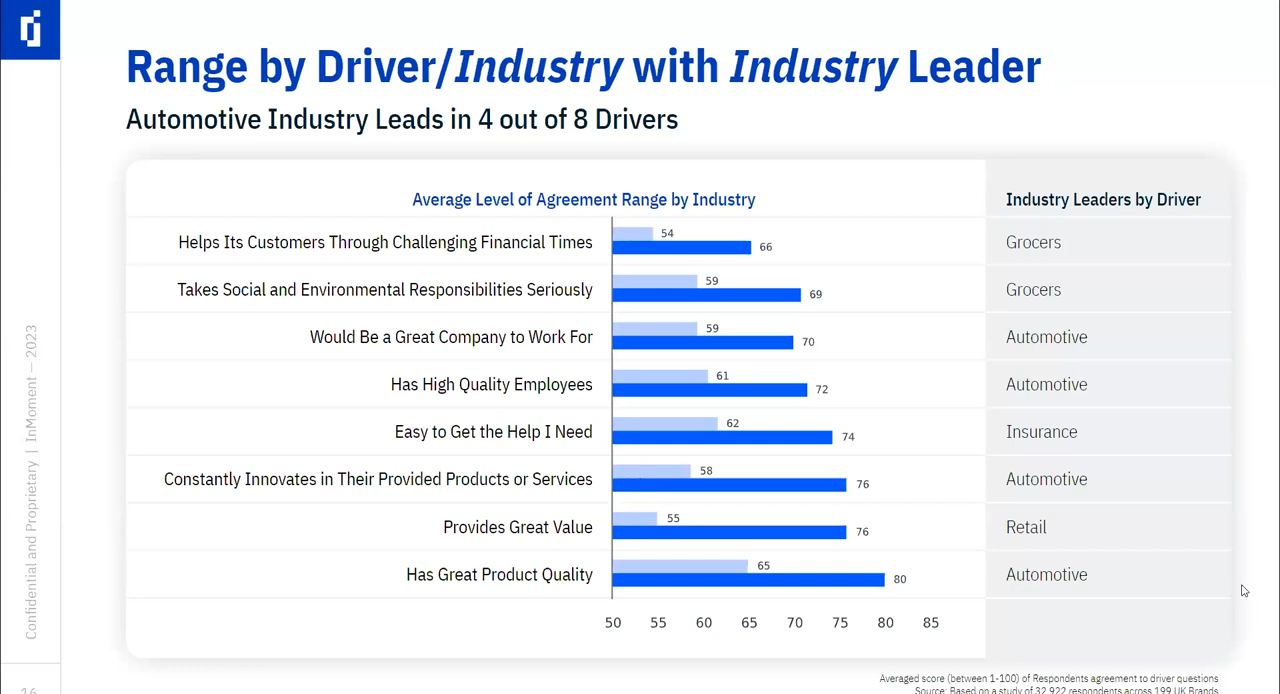 Range by Driver/Industry with Industry Leader
Automotive Industry Leads in 4 out of 8 Drivers
Average Level of Agreement Range by Industry
Industry Leaders by Driver
Helps Its Customers Through Challenging Financial Times 54 66 Grocers
Takes Social and Environmental Responsibilities Seriously 59 69 Grocers
Would Be a Great Company to Work For 59 70 Automotive
Has High Quality Employees 61 72 Automotive
Easy to Get the Help I Need 62 74 Insurance
Constantly Innovates in Their Provided Products or Services 58 76 Automotive
Provides Great Value 55 76 Retail
Has Great Product Quality 65 80 Automotive
50 55 60 65 70 75 80 85
Averaged score (between 1-100) of Respondents agreement to driver questions
Source: Based on a study of 32,922 respondents across 199 UK Brands
Confidential and Proprietary | InMoment — 2023
16